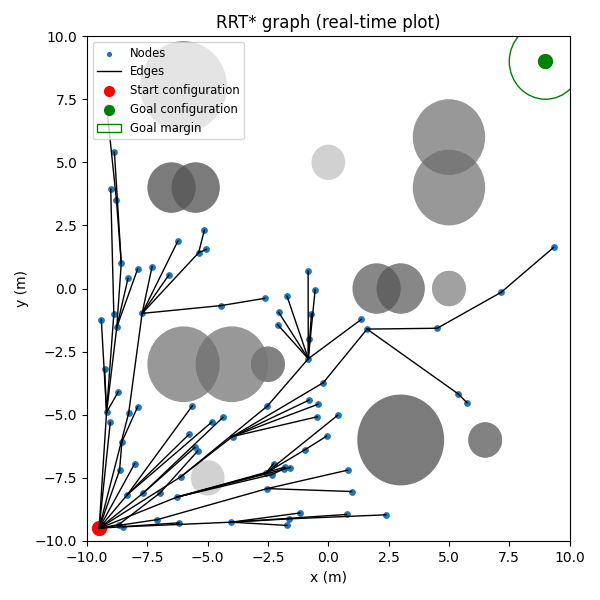 RRT* graph (real-time plot)
Nodes
Edges
Start configuration
Goal configuration
Goal margin
y (m)
10.0
7.5
5.0
2.5
0.0
−2.5
−5.0
−7.5
−10.0
−10.0 −7.5 −5.0 −2.5 0.0 2.5 5.0 7.5 10.0
x (m)